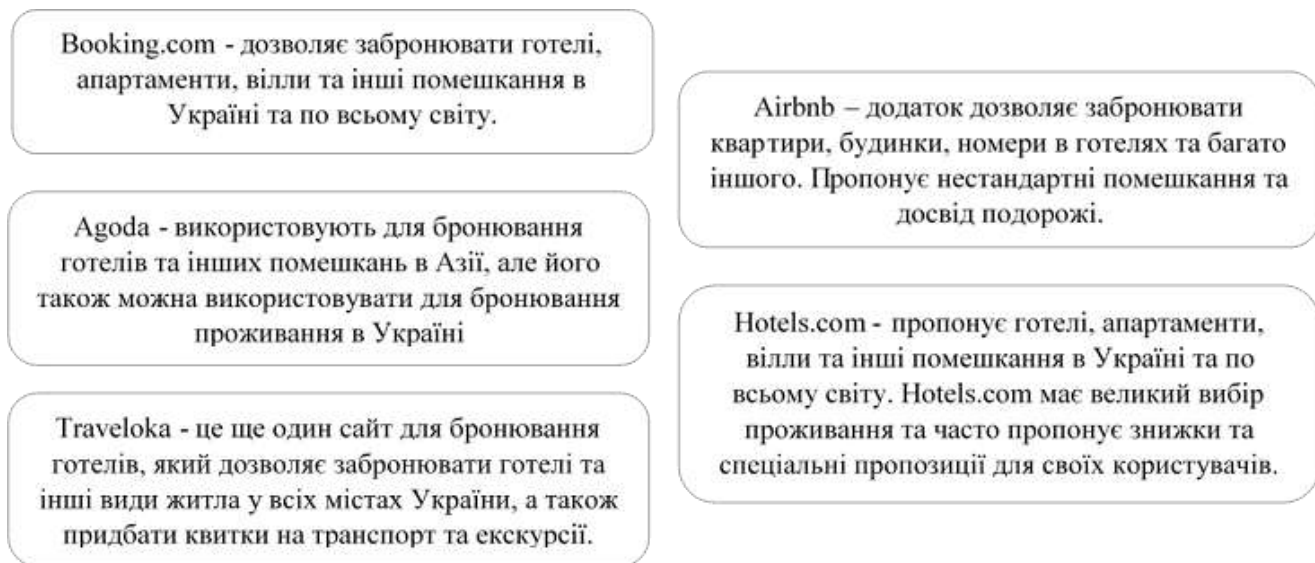 Booking.com - дозволяє забронювати готелі,
апартаменти, вілли та інші помешкання в
Україні та по всьому світу.
Agoda - використовують для бронювання
готелів та інших помешкань в Азії, але його
також можна використовувати для бронювання
проживання в Україні
Traveloka - це ще один сайт для бронювання
готелів, який дозволяє забронювати готелі та
інші види житла у всіх містах України, а також
придбати квитки на транспорт та екскурсії.
Airbnb – додаток дозволяє забронювати
квартири, будинки, номери в готелях та багато
іншого. Пропонує нестандартні помешкання та
досвід подорожі.
Hotels.com - пропонує готелі, апартаменти,
вілли та інші помешкання в Україні та по
всьому світу. Hotels.com має великий вибір
проживання та часто пропонує знижки та
спеціальні пропозиції для своїх користувачів.